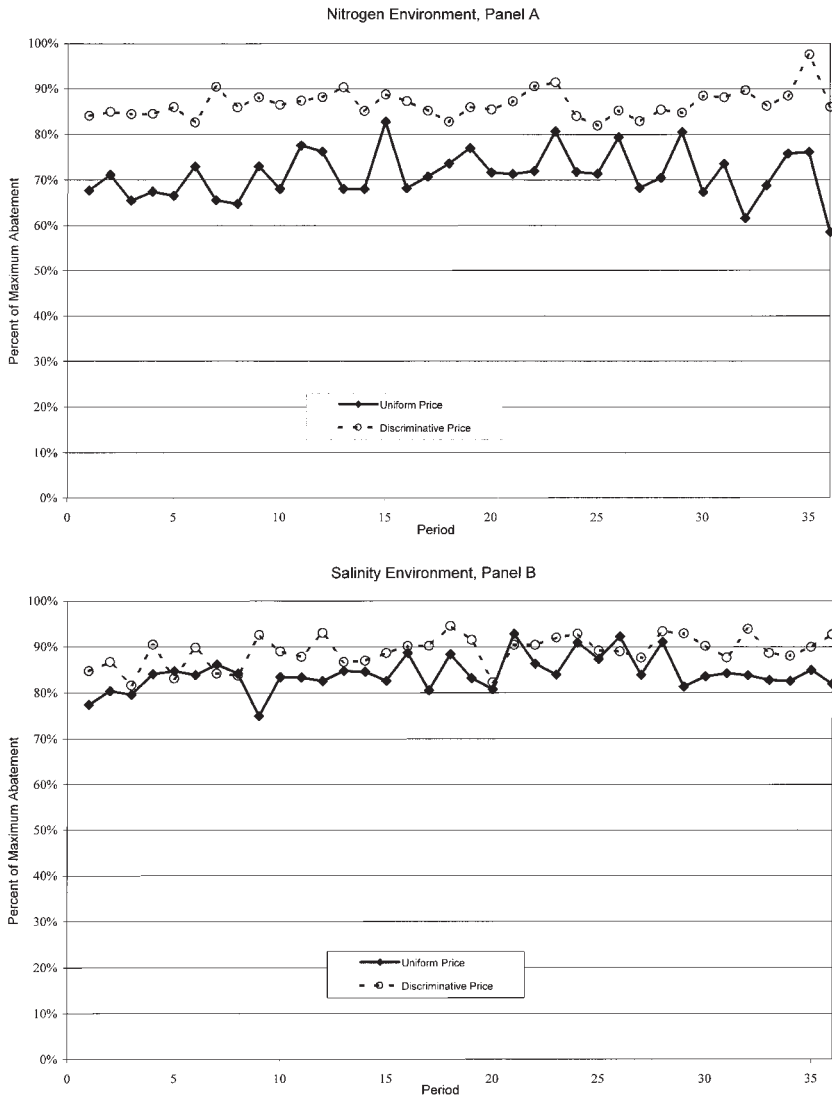 Nitrogen Environment, Panel A
Percent of Maximum Abatement
100%
90%
80%
70%
60%
50%
40%
30%
20%
10%
0%
Uniform Price
Discriminative Price
0 5 10 15 20 25 30 35
Period
Salinity Environment, Panel B
Percent of Maximum Abatement
100%
90%
80%
70%
60%
50%
40%
30%
20%
10%
0%
Uniform Price
Discriminative Price
0 5 10 15 20 25 30 35
Period